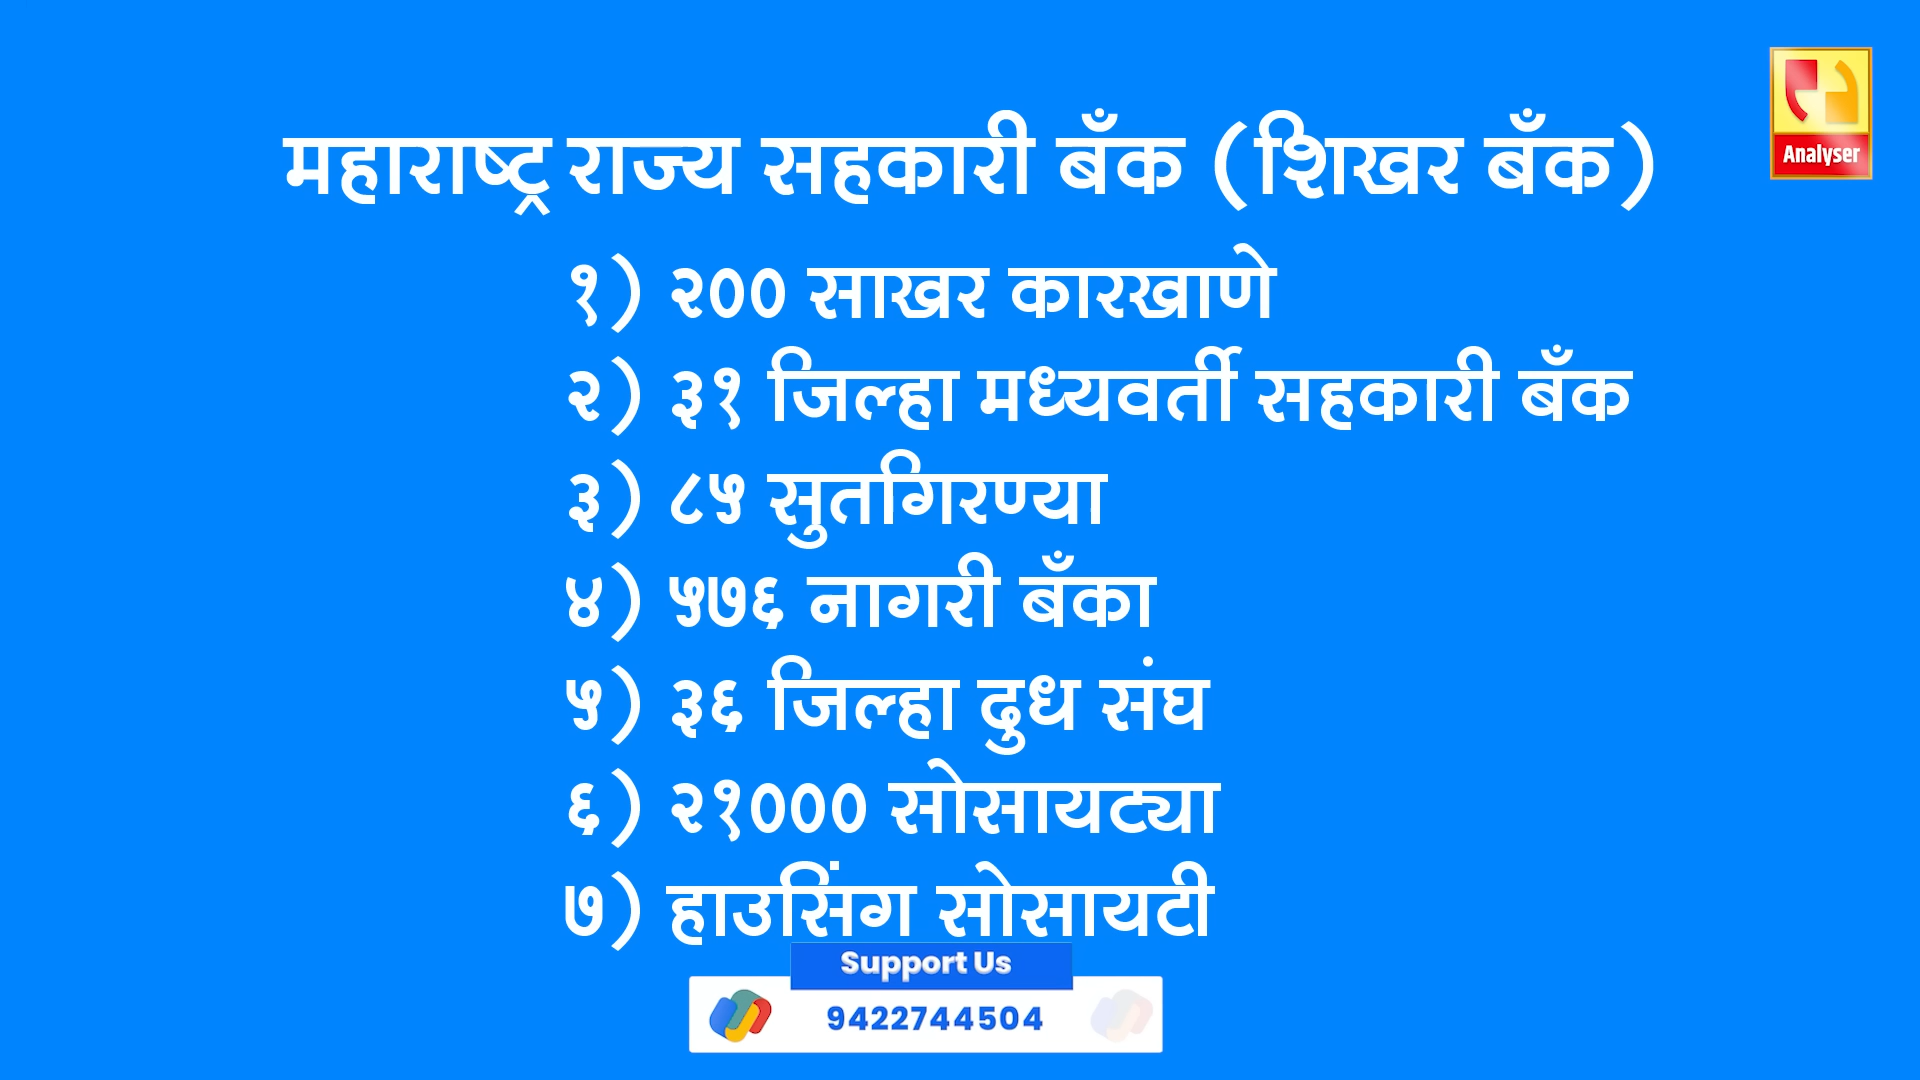 Analyser
महाराष्ट्र राज्य सहकारी बँक (शिखर बँक)
१) २०० साखर कारखाणे
२) ३१ जिल्हा मध्यवर्ती सहकारी बँक
३) ८५ सुतगिरण्या
४) ५७६ नागरी बँका
५) ३६ जिल्हा दुध संघ
६) २१००० सोसायट्या
७) हाउसिंग सोसायटी
Support Us
9422744504